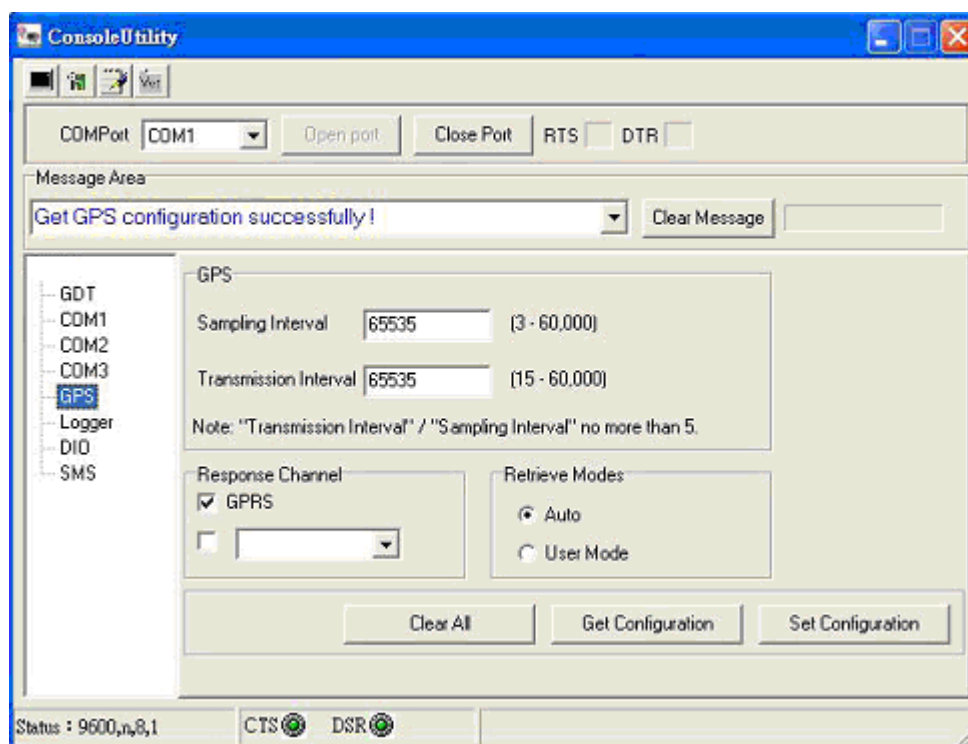 ConsoleUtility
Ver
COMPort COM1 Open port Close Port RTS DTR
Message Area
Get GPS configuration successfully !
Clear Message
GDT
COM1
COM2
COM3
GPS
Logger
DIO
SMS
GPS
Sampling Interval 65535 (3 - 60,000)
Transmission Interval 65535 (15 - 60,000)
Note: "Transmission Interval" / "Sampling Interval" no more than 5.
Response Channel
GPRS
Retrieve Modes
Auto
User Mode
Clear All Get Configuration Set Configuration
Status : 9600,n,8,1 CTS DSR